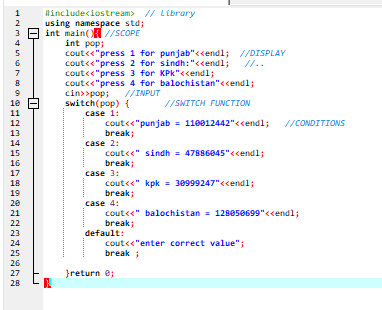 1 #include<iostream> // Library
2 using namespace std;
3 int main(){ //SCOPE
4 int pop;
5 cout<<"press 1 for punjab"<<endl; //DISPLAY
6 cout<<"press 2 for sindh:"<<endl; //..
7 cout<<"press 3 for KPk"<<endl;
8 cout<<"press 4 for balochistan"<<endl;
9 cin>>pop; //INPUT
10 switch(pop) { //SWITCH FUNCTION
11 case 1:
12 cout<<"punjab = 110012442"<<endl; //CONDITIONS
13 break;
14 case 2:
15 cout<<" sindh = 47886045"<<endl;
16 break;
17 case 3:
18 cout<<" kpk = 30999247"<<endl;
19 break;
20 case 4:
21 cout<<" balochistan = 128050699"<<endl;
22 break;
23 default:
24 cout<<"enter correct value";
25 break ;
26
27 }return 0;
28 }